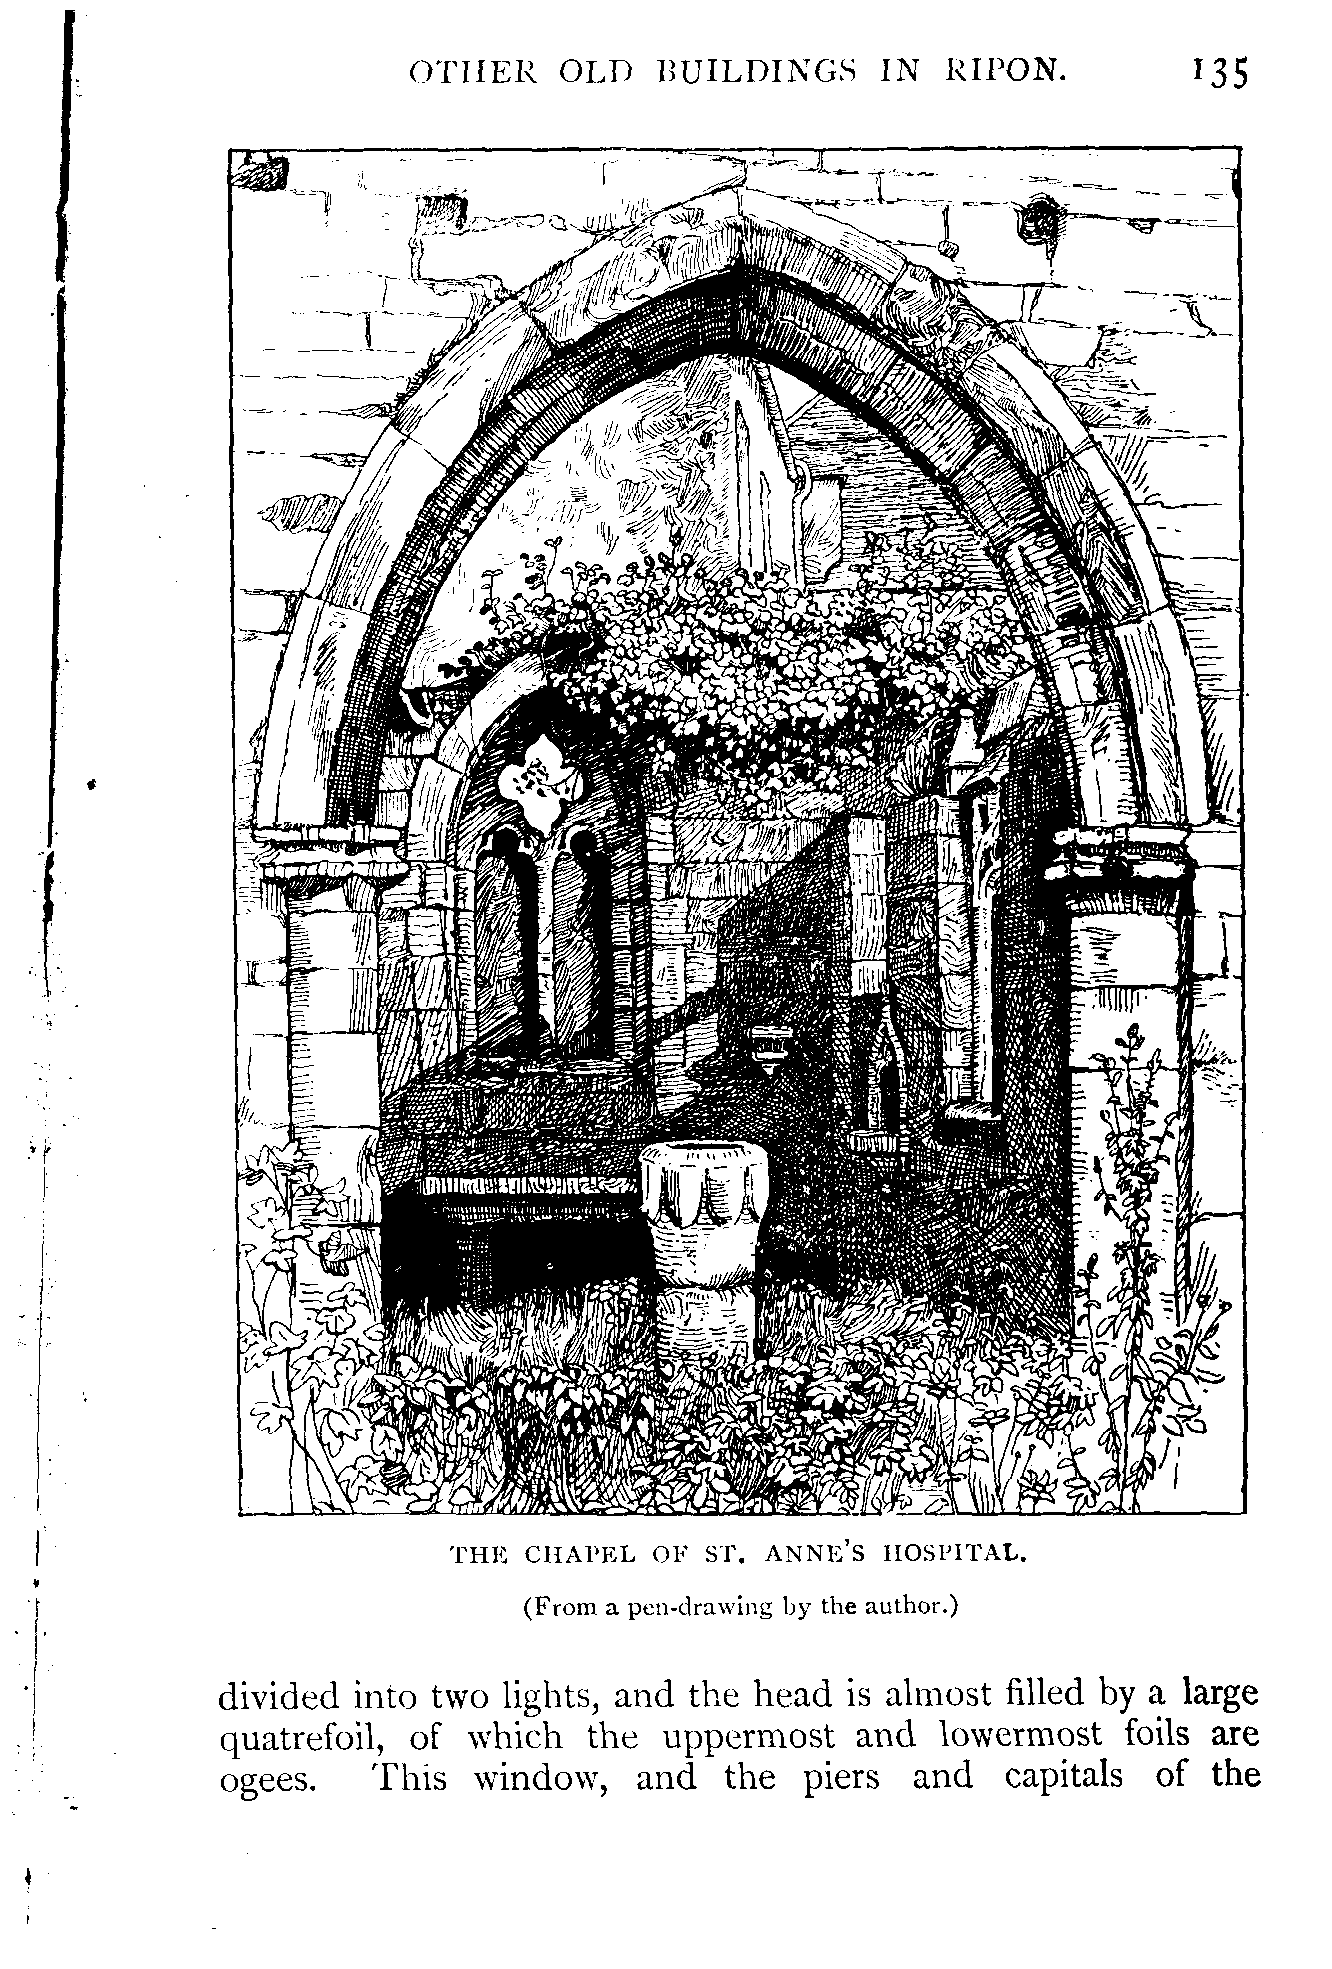 OTHER OLD BUILDINGS IN RIPON. 135
THE CHAPEL OF ST. ANNE'S HOSPITAL.
(From a pen-drawing by the author.)
divided into two lights, and the head is almost filled by a large
quatrefoil, of which the uppermost and lowermost foils are
ogees. This window, and the piers and capitals of the